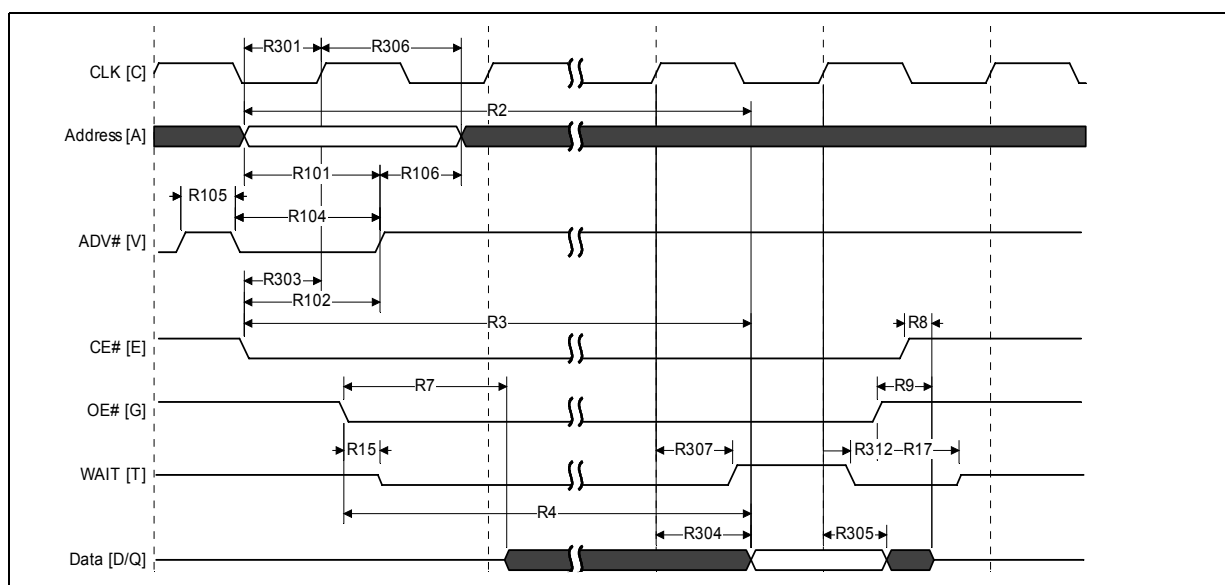 R301 R306
CLK [C]
R2
Address [A]
R101 R106
R105
R104
ADV# [V]
R303
R102
R3
R8
CE# [E]
R7
R9
OE# [G]
R15
R307
R312 R17
WAIT [T]
R4
R304
R305
Data [D/Q]